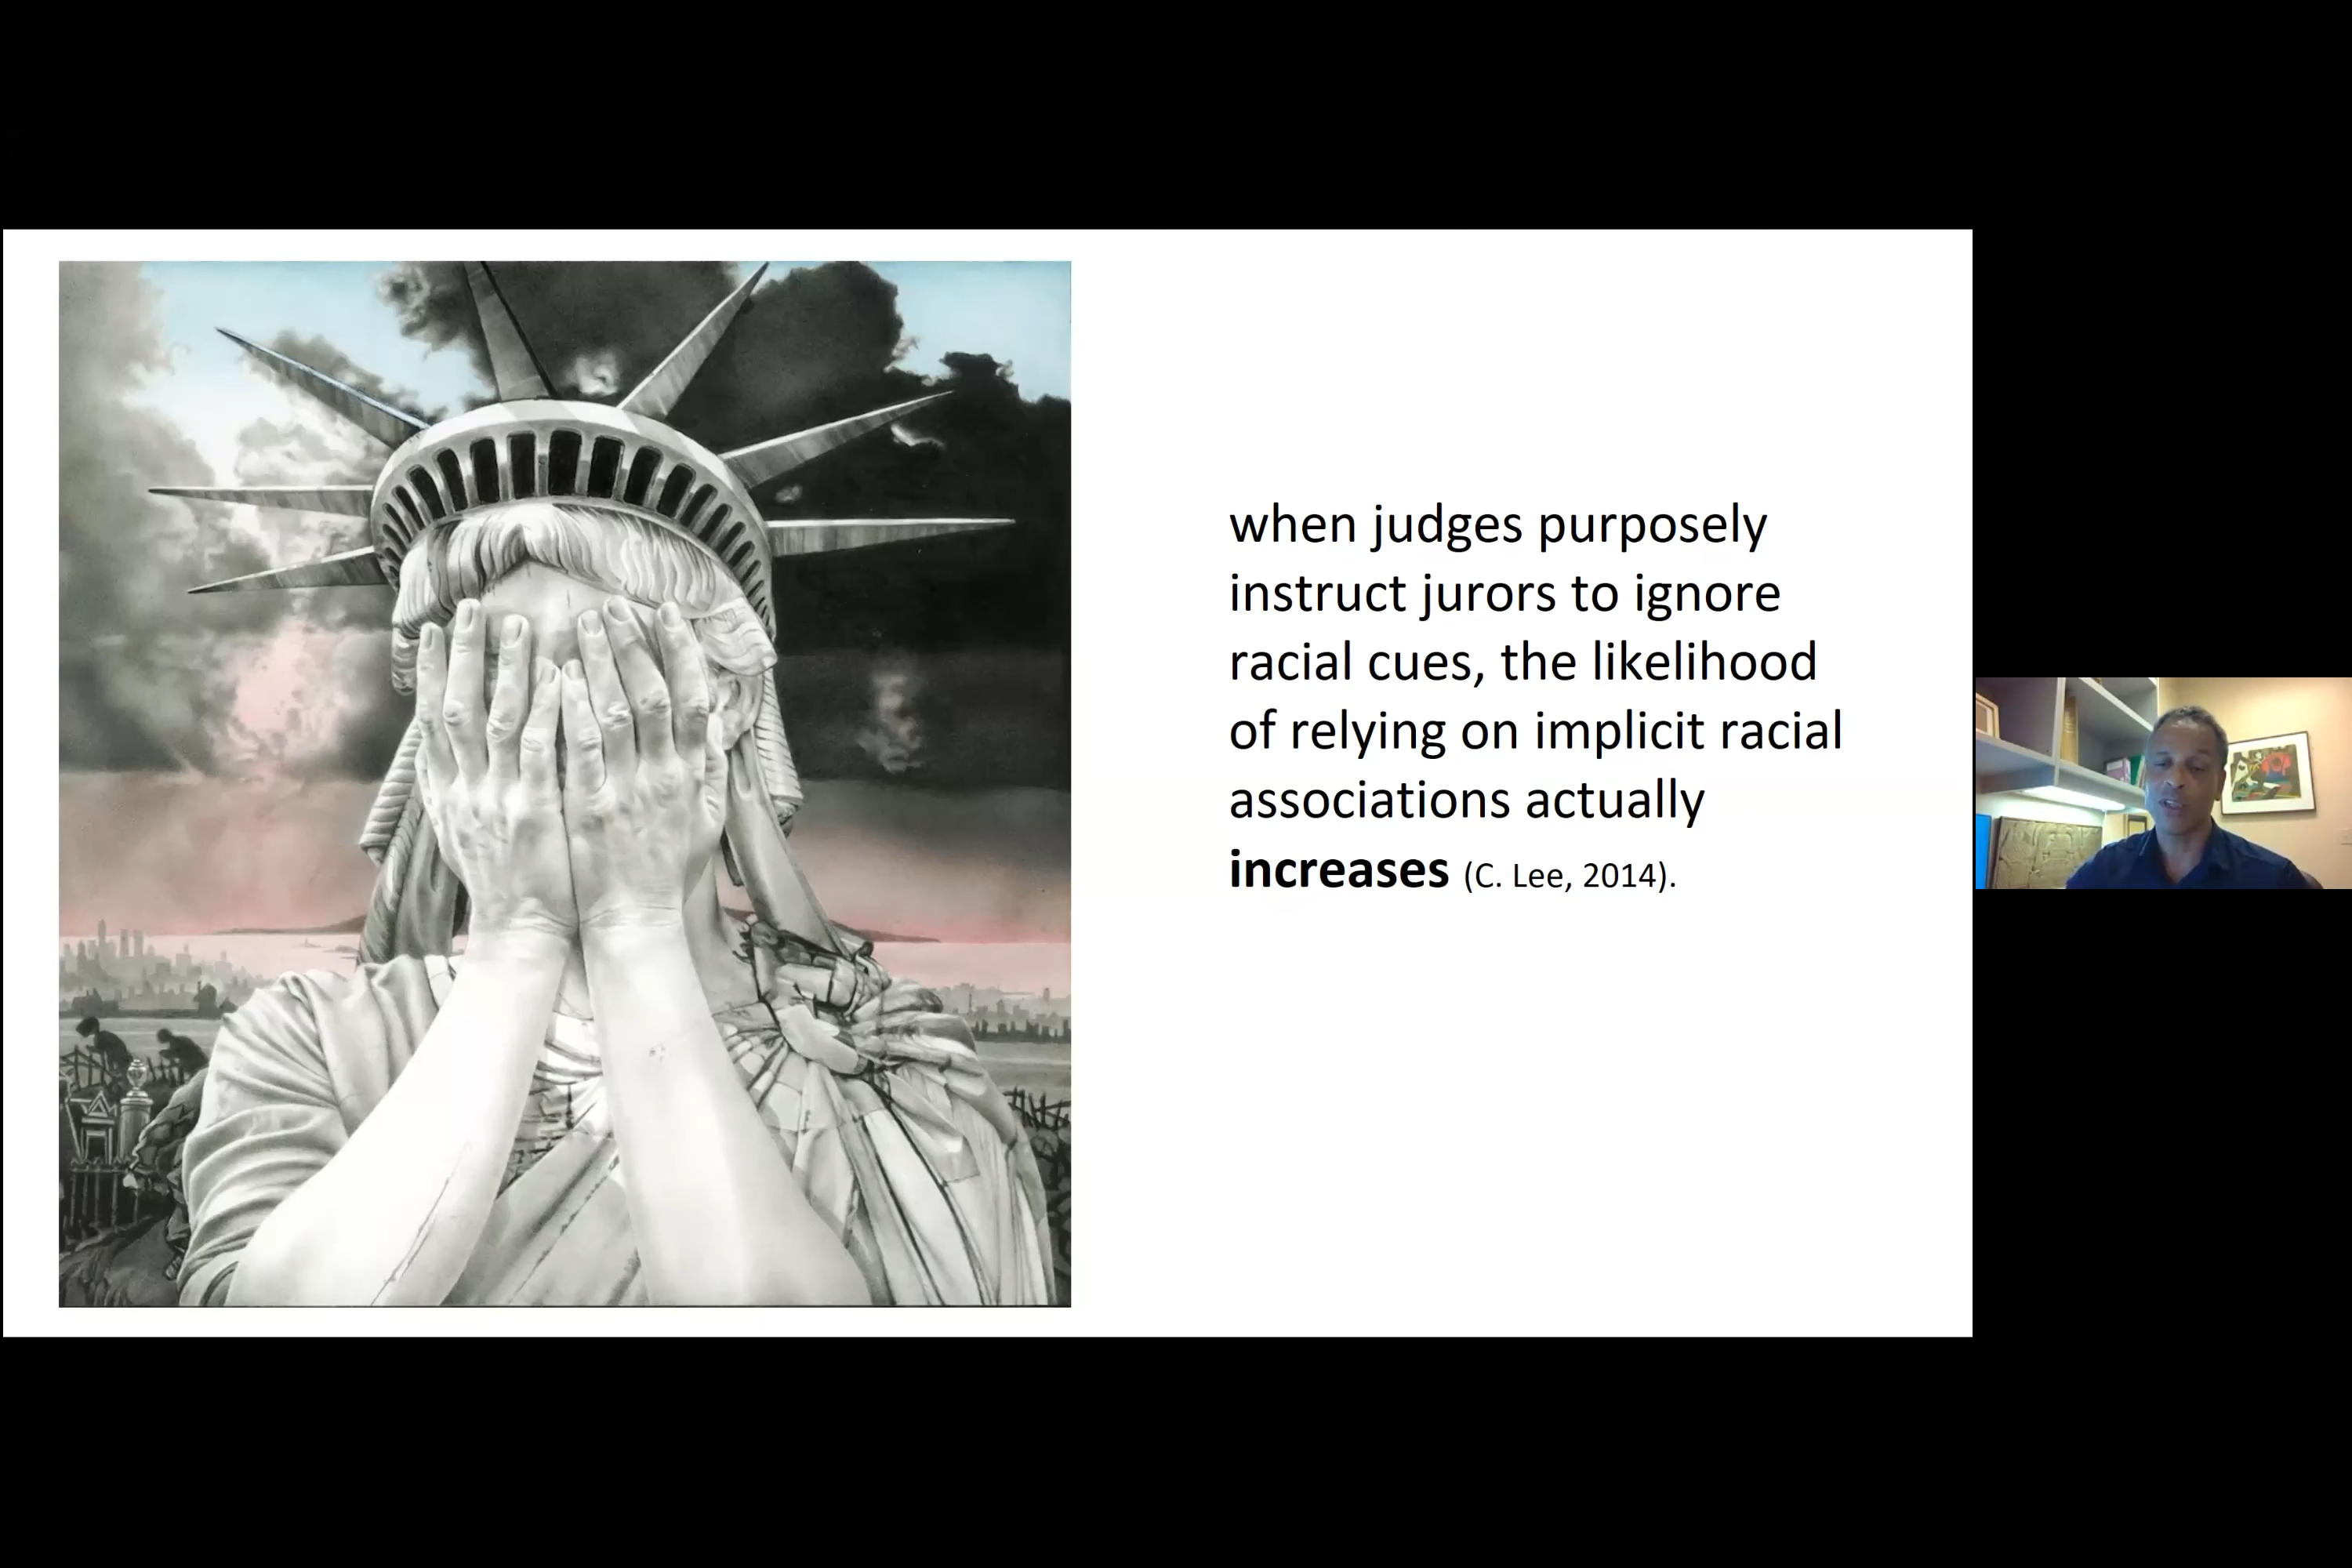 when judges purposely
instruct jurors to ignore
racial cues, the likelihood
of relying on implicit racial
associations actually
increases (C. Lee, 2014).